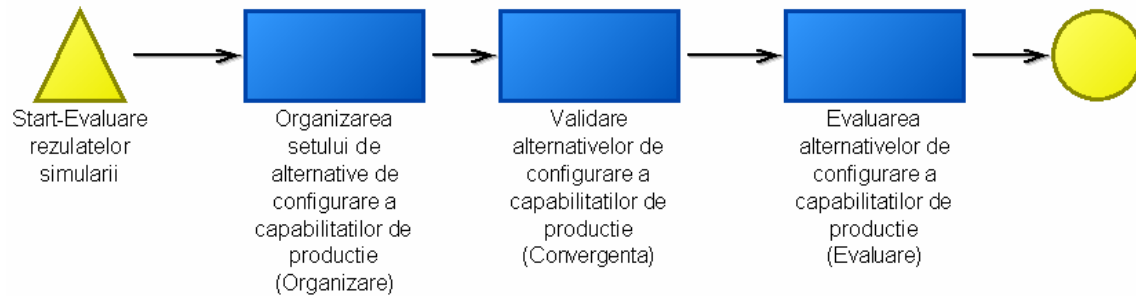 Start-Evaluare
rezulatelor
simularii
Organizarea
setului de
alternative de
configurare a
capabilitatilor de
productie
(Organizare)
Validare
alternativelor de
configurare a
capabilitatilor de
productie
(Convergenta)
Evaluarea
alternativelor de
configurare a
capabilitatilor de
productie
(Evaluare)